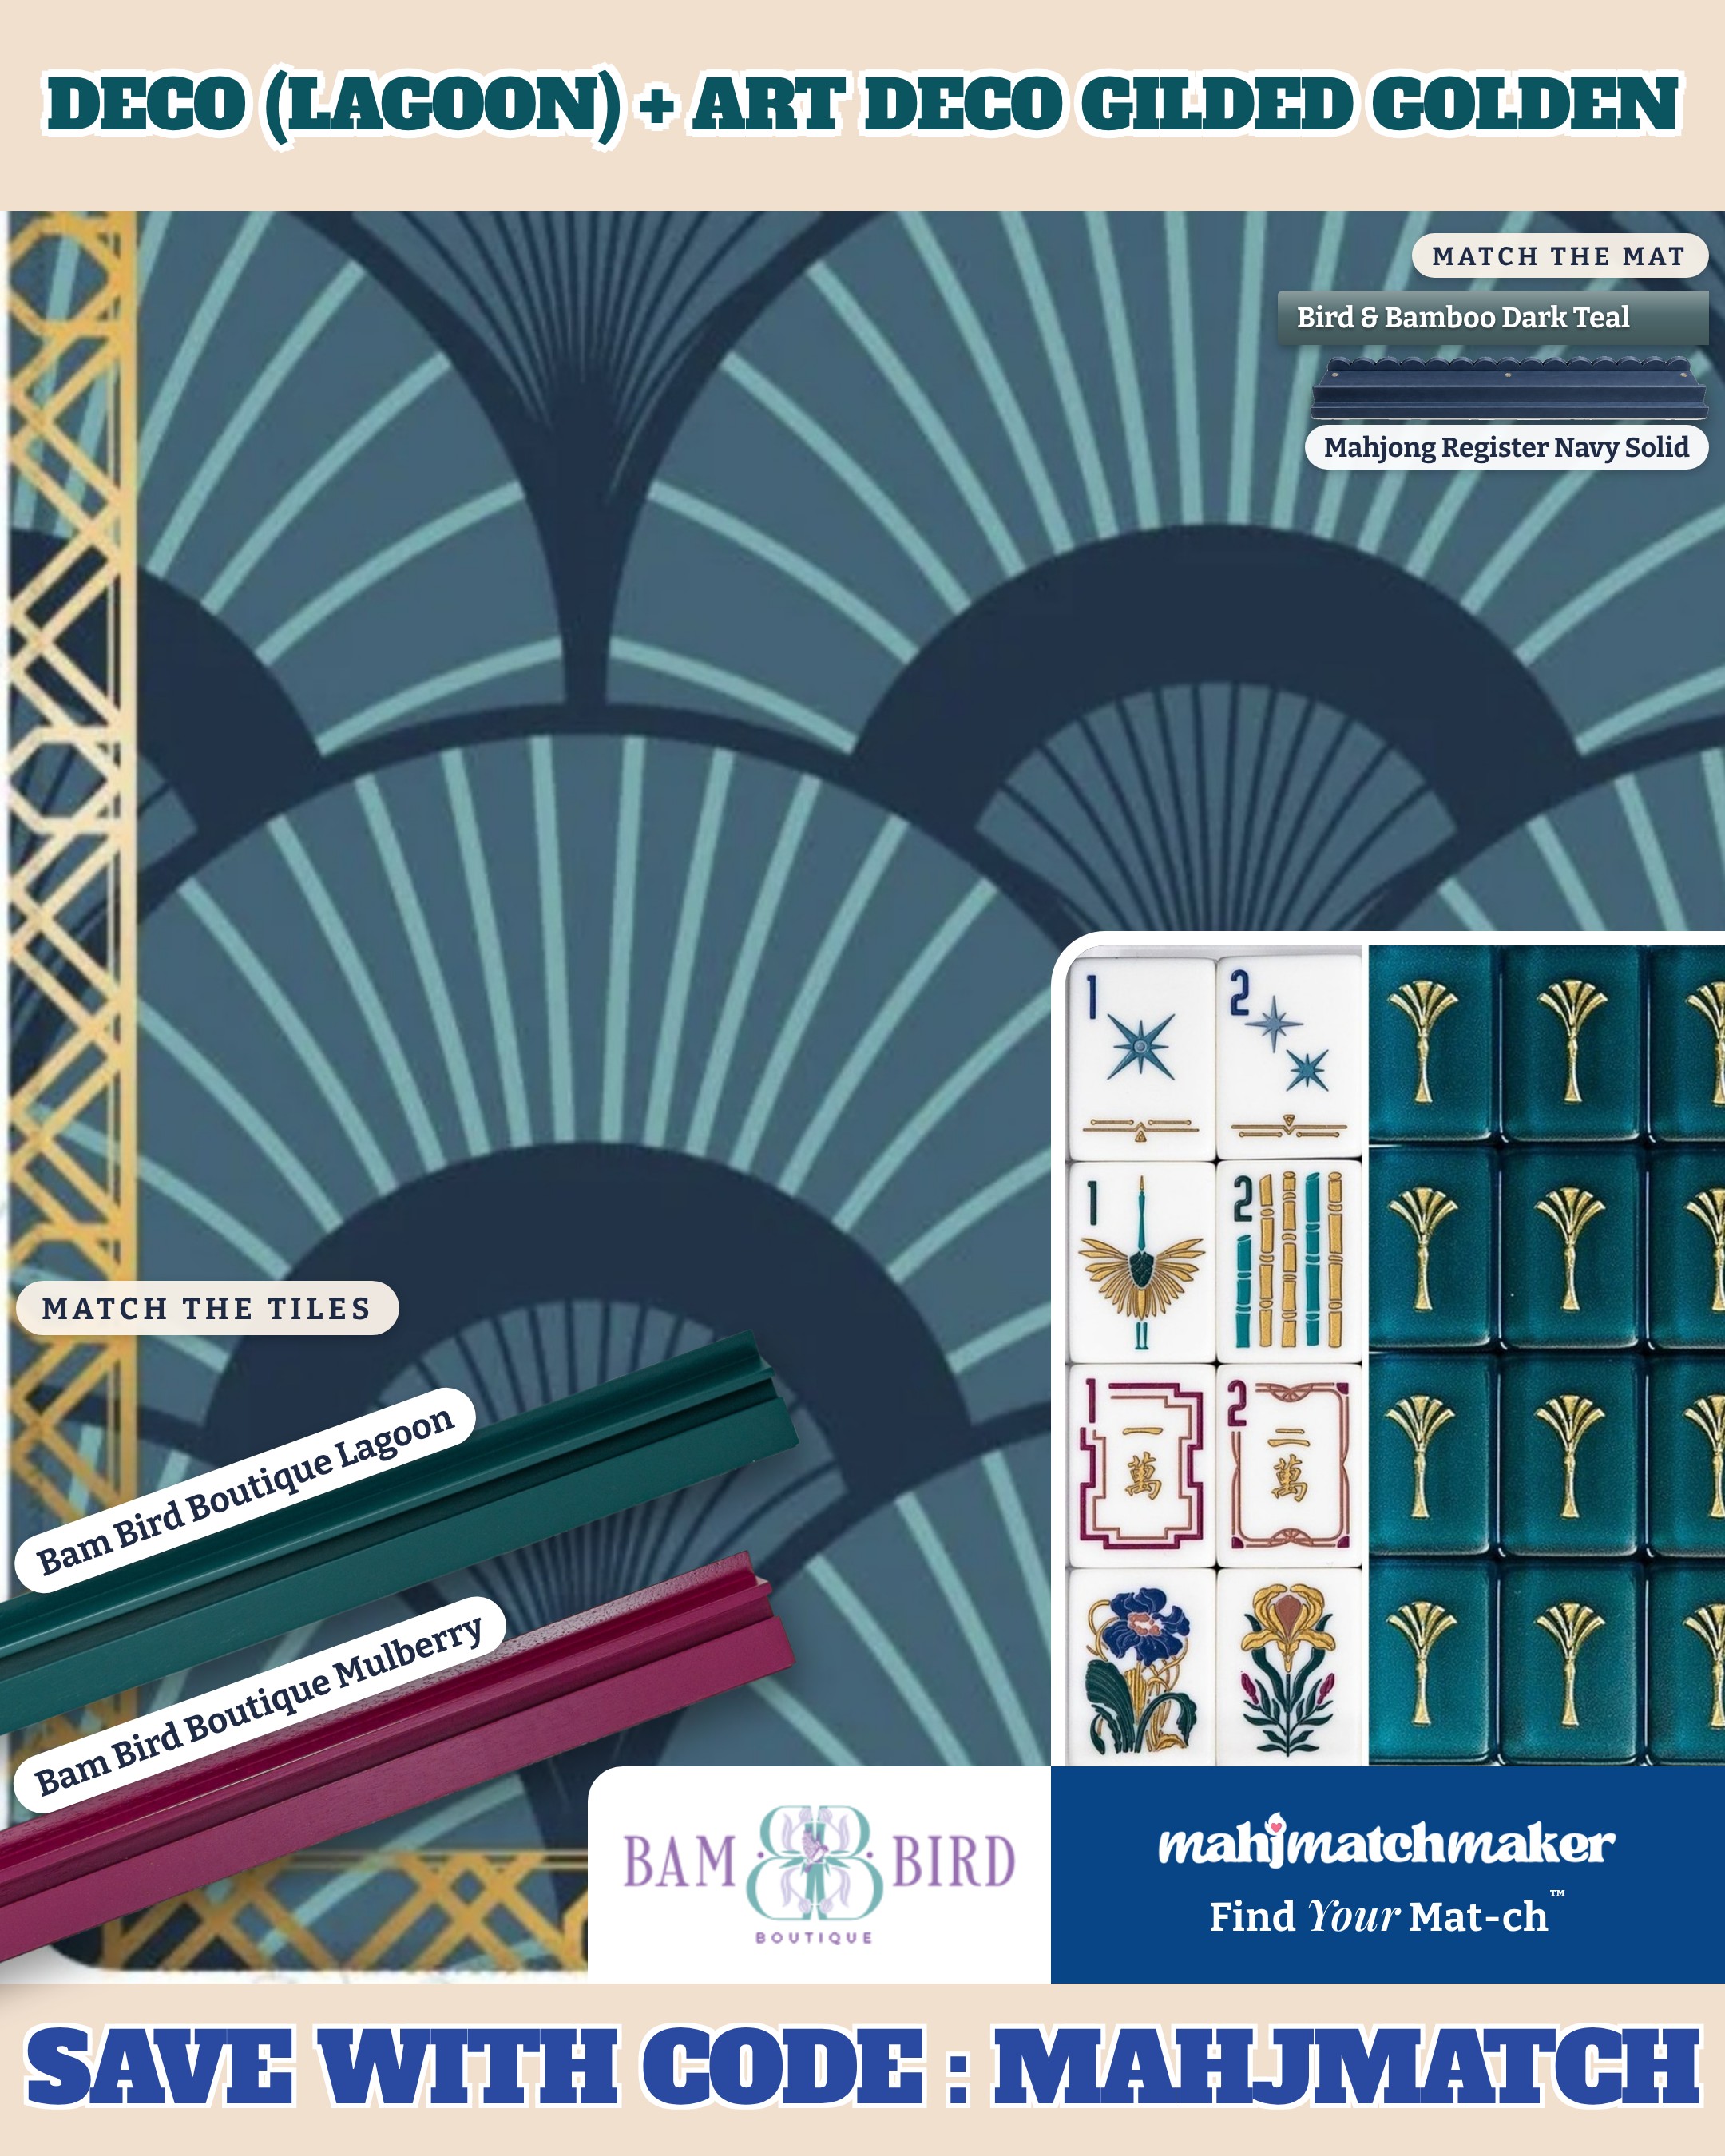 DECO (LAGOON) + ART DECO GILDED GOLDEN
MATCH THE MAT
Bird & Bamboo Dark Teal
Mahjong Register Navy Solid
1 2
1 2
1 2
一 二
萬 萬
MATCH THE TILES
Bam Bird Boutique Lagoon
Bam Bird Boutique Mulberry
BAM BIRD
BOUTIQUE
mahjmatchmaker
Find Your Mat-ch™
SAVE WITH CODE : MAHJMATCH